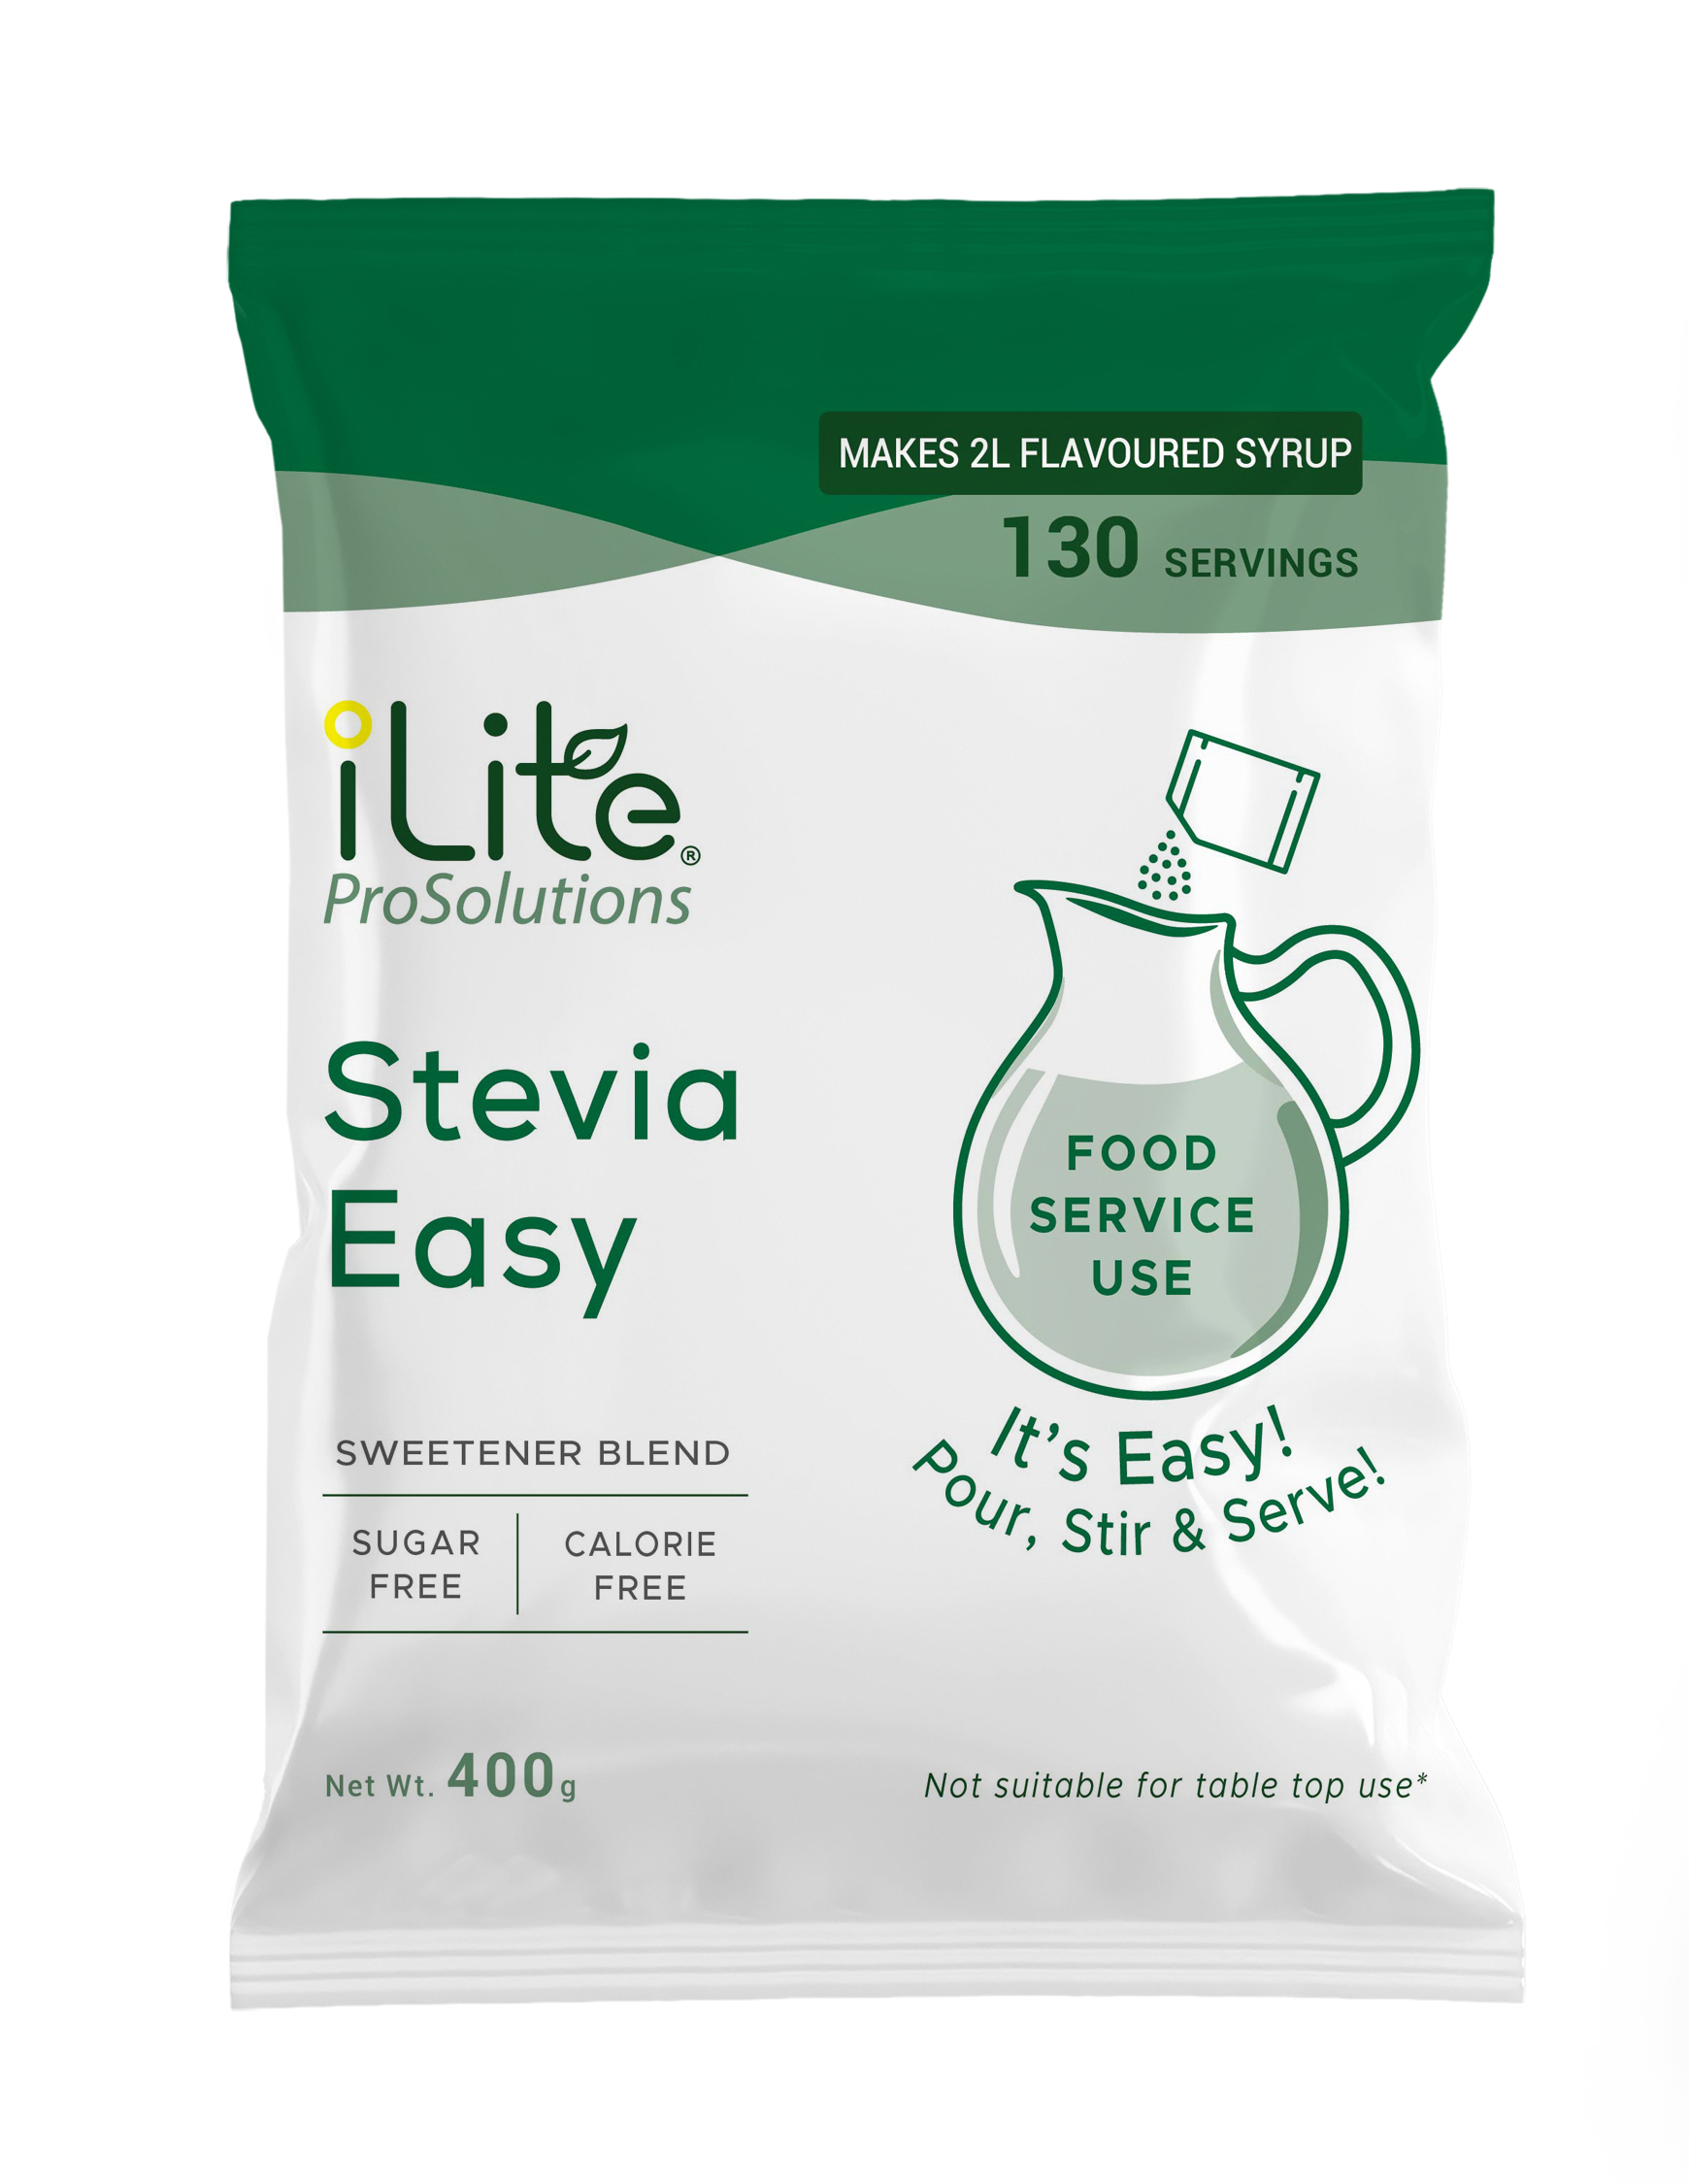 MAKES 2L FLAVOURED SYRUP
130 SERVINGS
iLite®
ProSolutions
Stevia
Easy
FOOD
SERVICE
USE
It's Easy!
Pour, Stir & Serve!
SWEETENER BLEND
SUGAR FREE
CALORIE FREE
Net Wt. 400g
Not suitable for table top use*